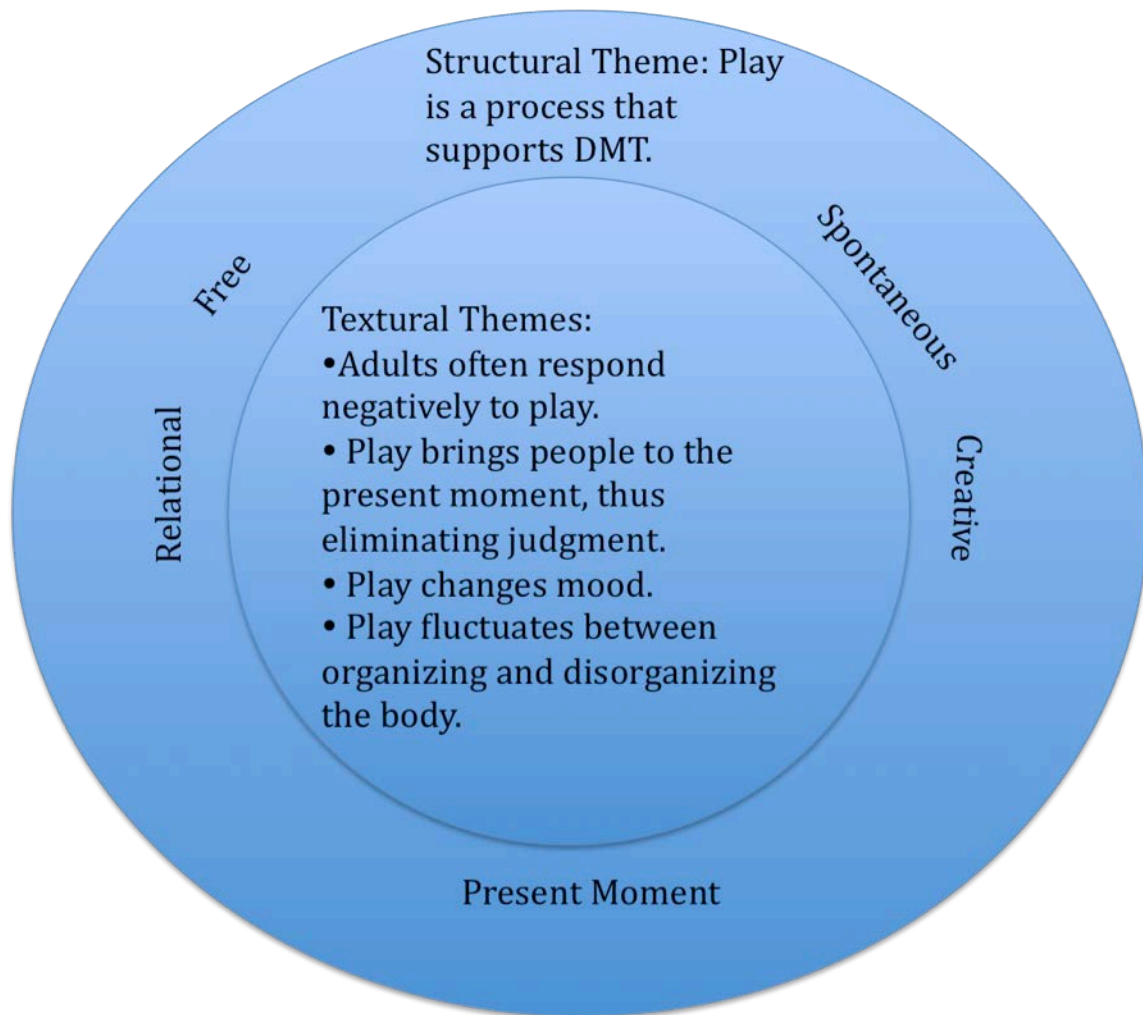 Structural Theme: Play
is a process that
supports DMT.
Free
Spontaneous
Relational
Creative
Textural Themes:
•Adults often respond
negatively to play.
• Play brings people to the
present moment, thus
eliminating judgment.
• Play changes mood.
• Play fluctuates between
organizing and disorganizing
the body.
Present Moment